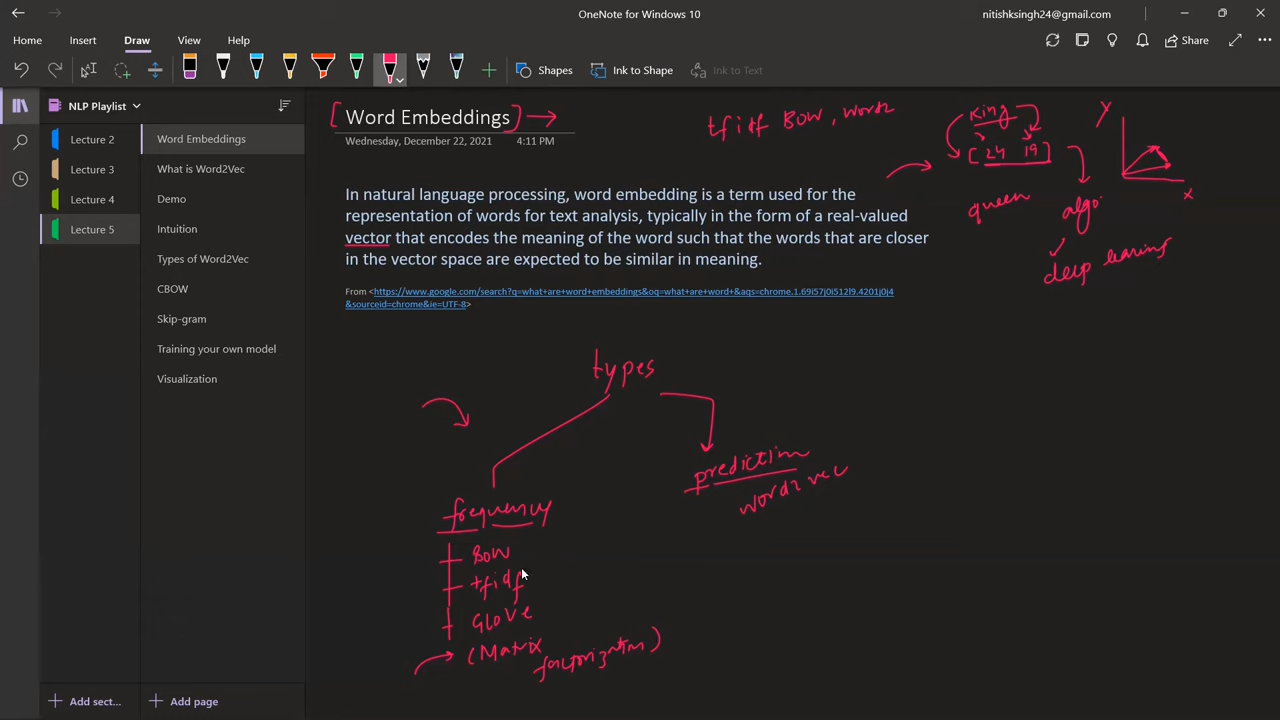 OneNote for Windows 10
nitishksingh24@gmail.com
Home Insert Draw View Help
Share
Shapes
Ink to Shape
Ink to Text
NLP Playlist
Lecture 2
Lecture 3
Lecture 4
Lecture 5
Word Embeddings
What is Word2Vec
Demo
Intuition
Types of Word2Vec
CBOW
Skip-gram
Training your own model
Visualization
Add sect...
Add page
[Word Embeddings] →
Wednesday, December 22, 2021 4:11 PM
tfidf BOW, word2
In natural language processing, word embedding is a term used for the
representation of words for text analysis, typically in the form of a real-valued
vector that encodes the meaning of the word such that the words that are closer
in the vector space are expected to be similar in meaning.
From <https://www.google.com/search?q=what+are+word+embeddings&oq=what+are+word+&aqs=chrome.1.69i57j0i512l9.4201j0j4
&sourceid=chrome&ie=UTF-8>
King
[24 19]
queen
algo
deep learning
y
x
types
frequency
BOW
tfidf
GLOVe
(Matrix
factorization)
prediction
word2vec